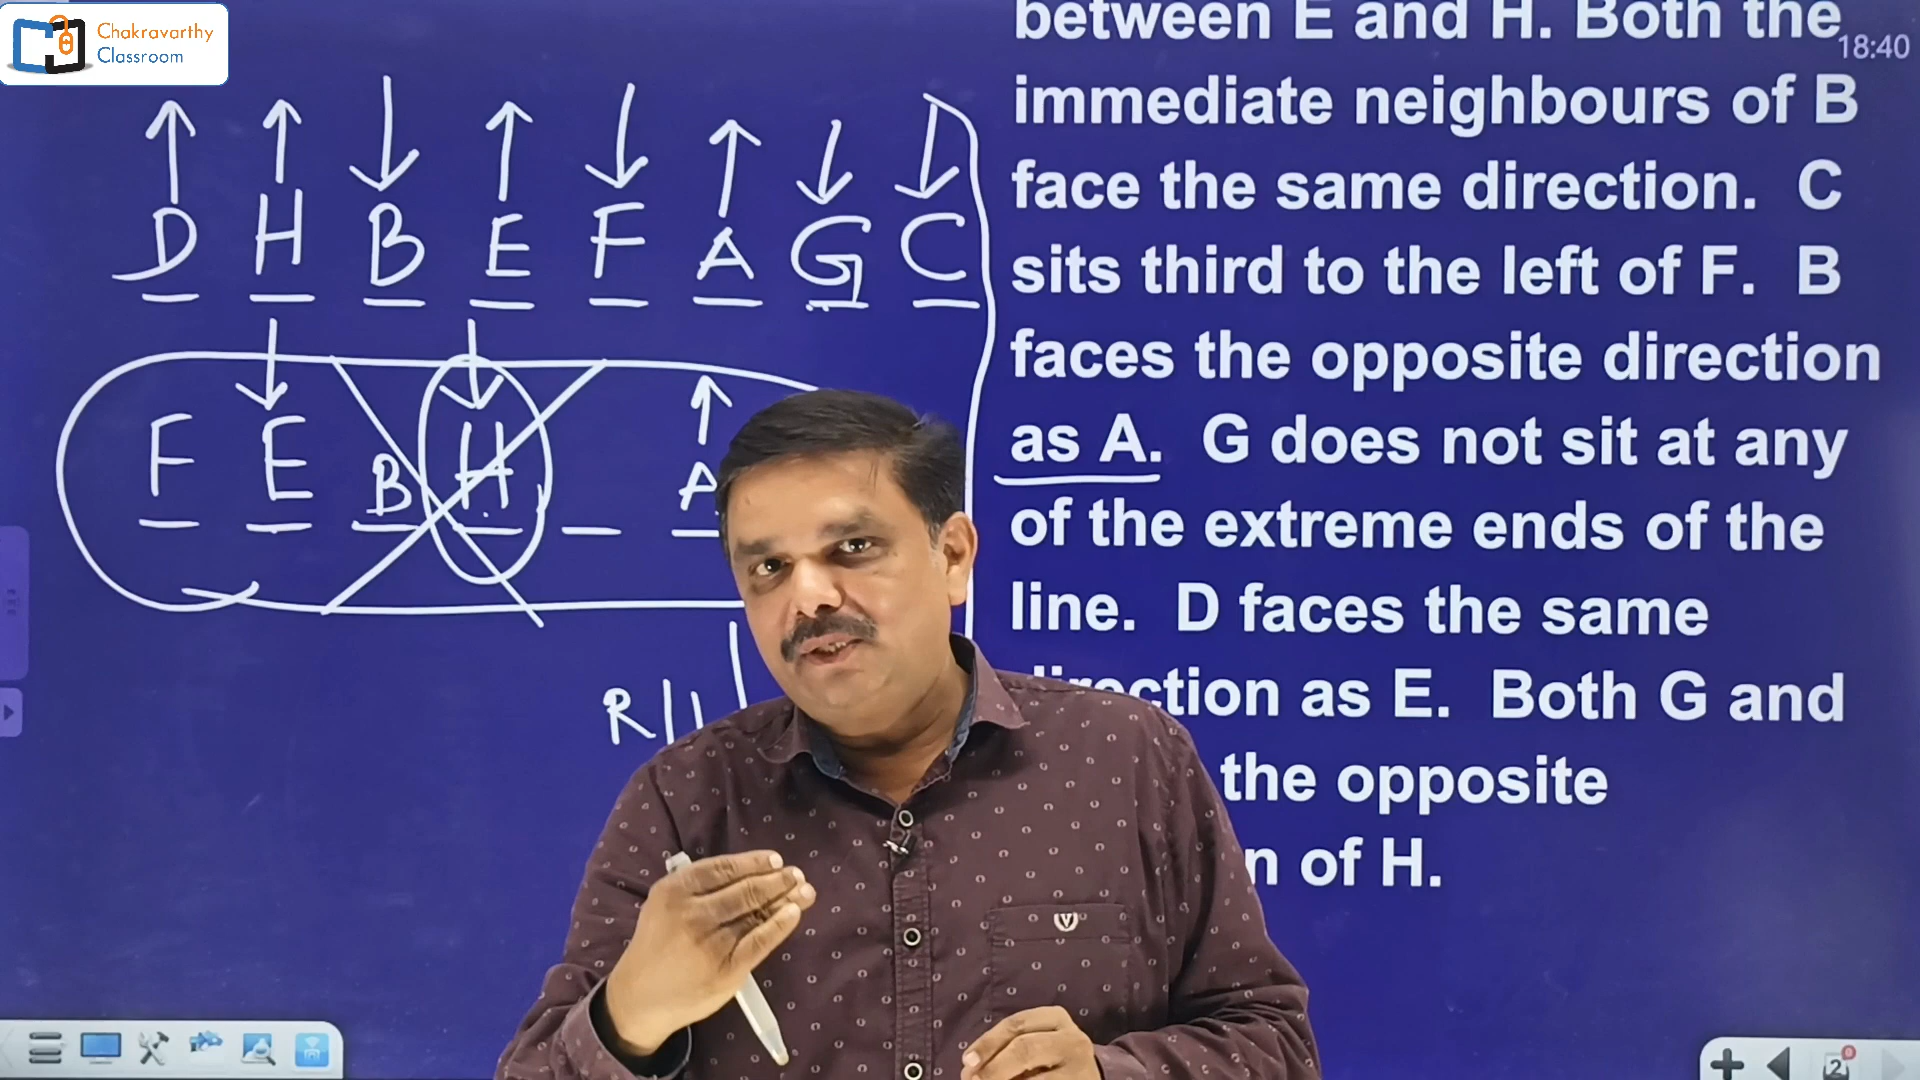 Chakravarthy
Classroom
between E and H. Both the
18:40
immediate neighbours of B
face the same direction. C
sits third to the left of F. B
faces the opposite direction
as A. G does not sit at any
of the extreme ends of the
line. D faces the same
direction as E. Both G and
the opposite
of H.
D H B E F A G C
F E B H A
R
2